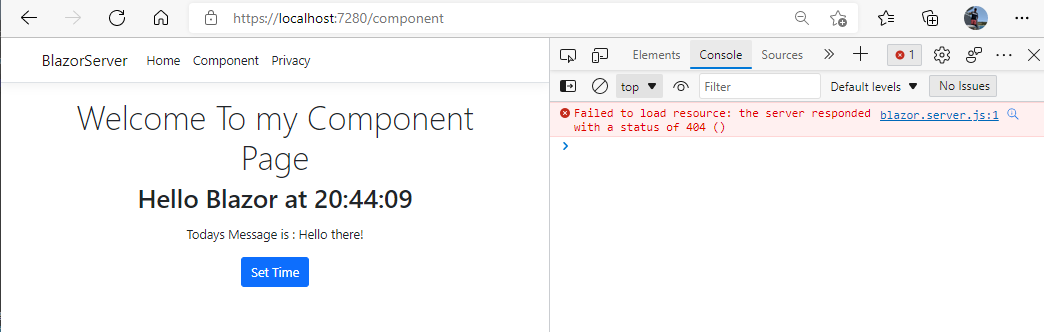 https://localhost:7280/component
BlazorServer Home Component Privacy
Welcome To my Component
Page
Hello Blazor at 20:44:09
Todays Message is : Hello there!
Set Time
Elements Console Sources 1
top Filter Default levels No Issues
Failed to load resource: the server responded blazor.server.js:1
with a status of 404 ()